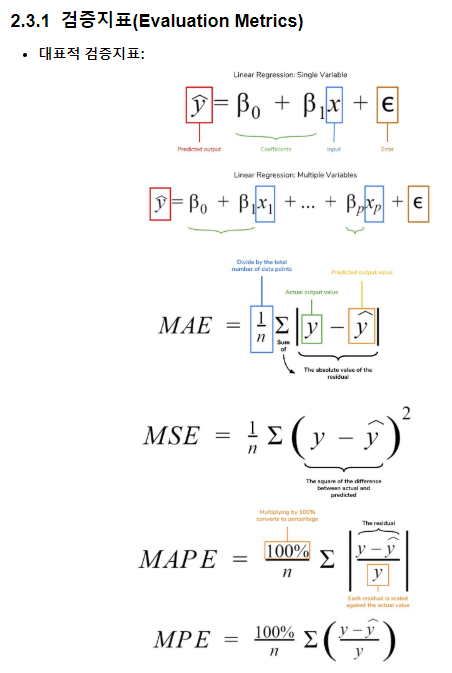 2.3.1 검증지표(Evaluation Metrics)
• 대표적 검증지표:
Linear Regression: Single Variable
ŷ = β₀ + β₁x + ϵ
Predicted output Coefficients Input Error
Linear Regression: Multiple Variables
ŷ = β₀ + β₁x₁ + ... + βₚxₚ + ϵ
Divide by the total
number of data points
Predicted output value
Actual output value
MAE = 1/n Σ |y − ŷ|
Sum
of
The absolute value of the
residual
MSE = 1/n Σ (y − ŷ)²
The square of the difference
between actual and
predicted
Multiplying by 100%
converts to percentage
The residual
MAPE = 100%/n Σ |(y − ŷ)/y|
Each residual is scaled
against the actual value
MPE = 100%/n Σ ((y − ŷ)/y)